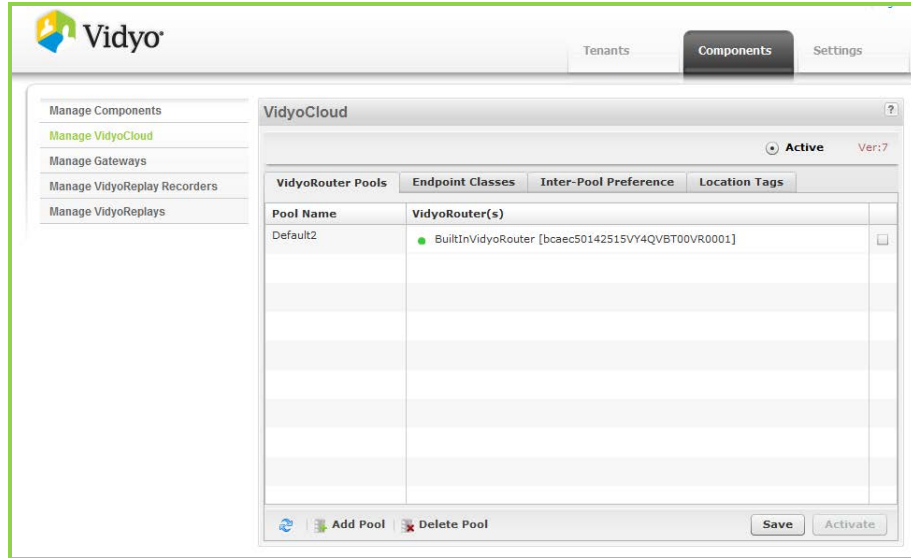 Vidyo
Tenants Components Settings
Manage Components
Manage VidyoCloud
Manage Gateways
Manage VidyoReplay Recorders
Manage VidyoReplays
VidyoCloud ?
Active Ver:7
VidyoRouter Pools Endpoint Classes Inter-Pool Preference Location Tags
Pool Name VidyoRouter(s)
Default2 BuiltInVidyoRouter [bcaec50142515VY4QVBT00VR0001]
Add Pool Delete Pool Save Activate